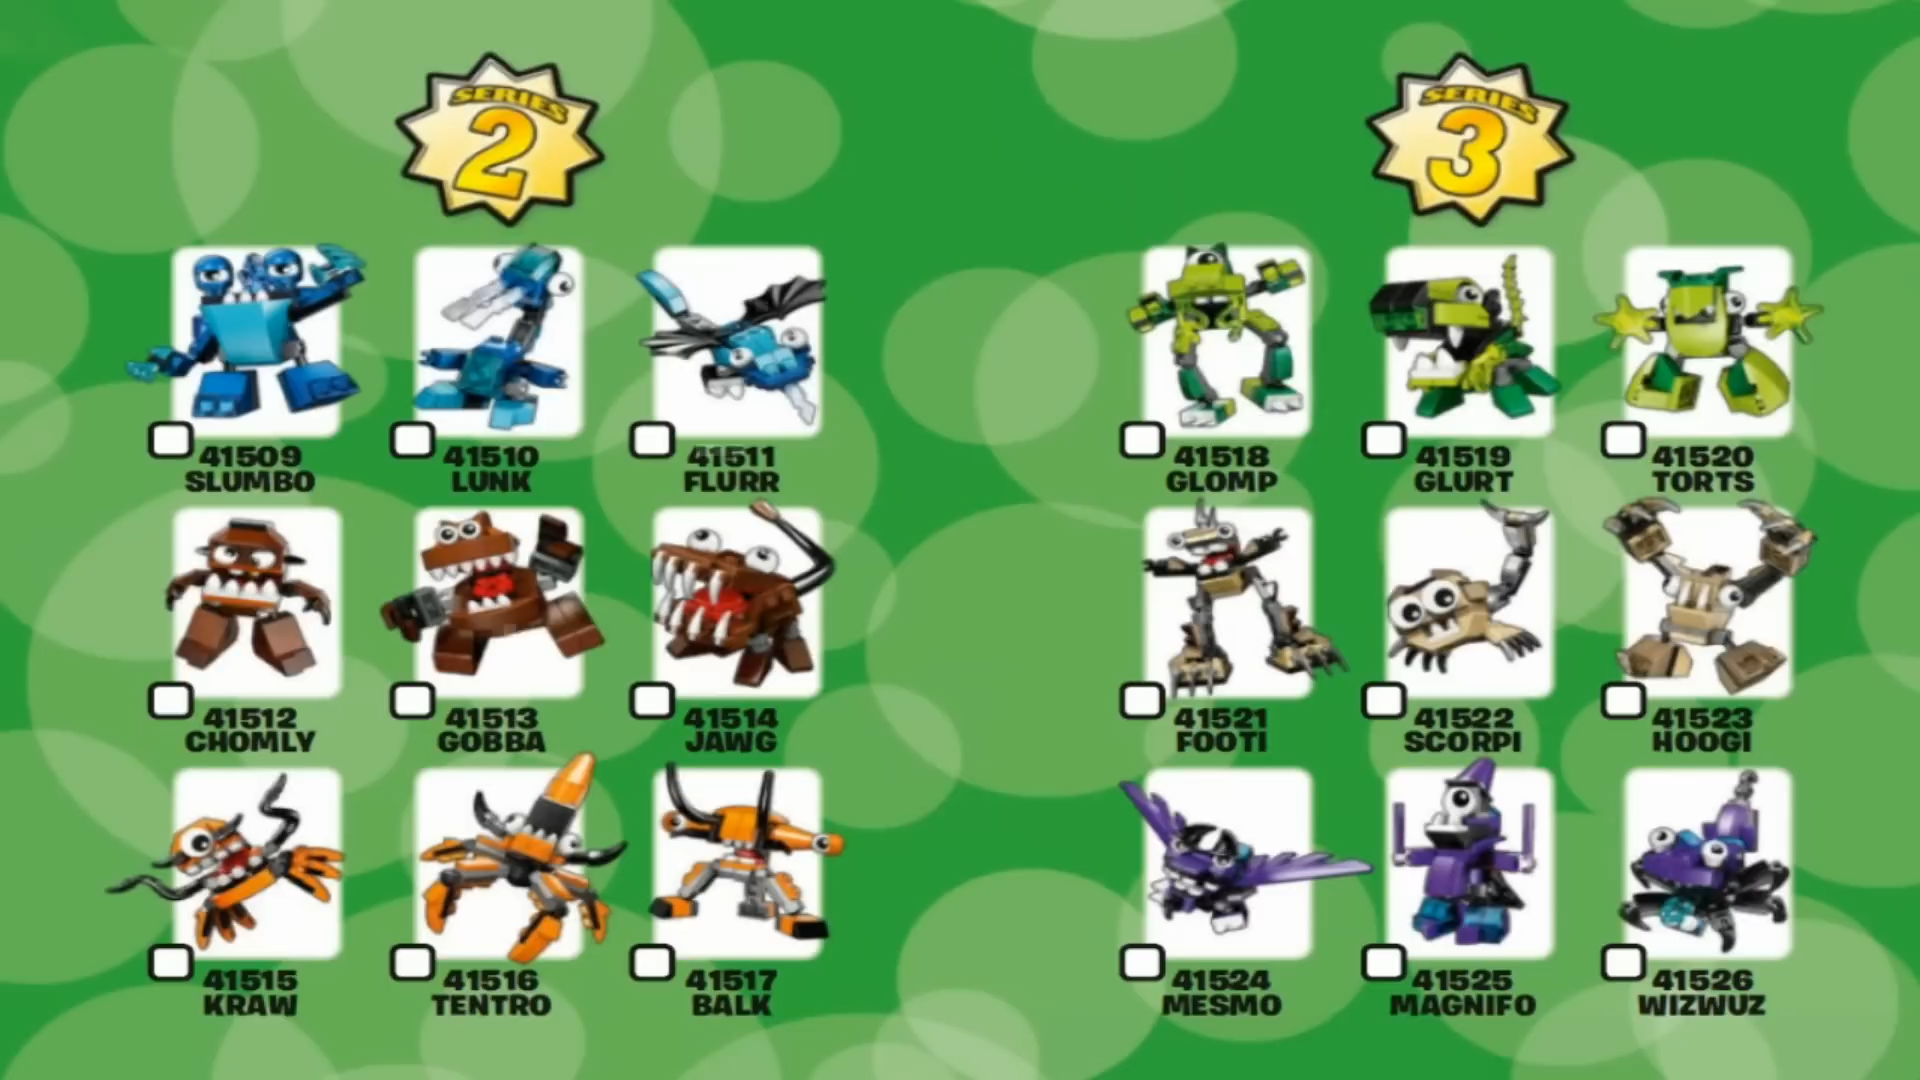 SERIES
2
41509
SLUMBO
41510
LUNK
41511
FLURR
41512
CHOMLY
41513
GOBBA
41514
JAWG
41515
KRAW
41516
TENTRO
41517
BALK
SERIES
3
41518
GLOMP
41519
GLURT
41520
TORTS
41521
FOOTI
41522
SCORPI
41523
HOOGI
41524
MESMO
41525
MAGNIFO
41526
WIZWUZ